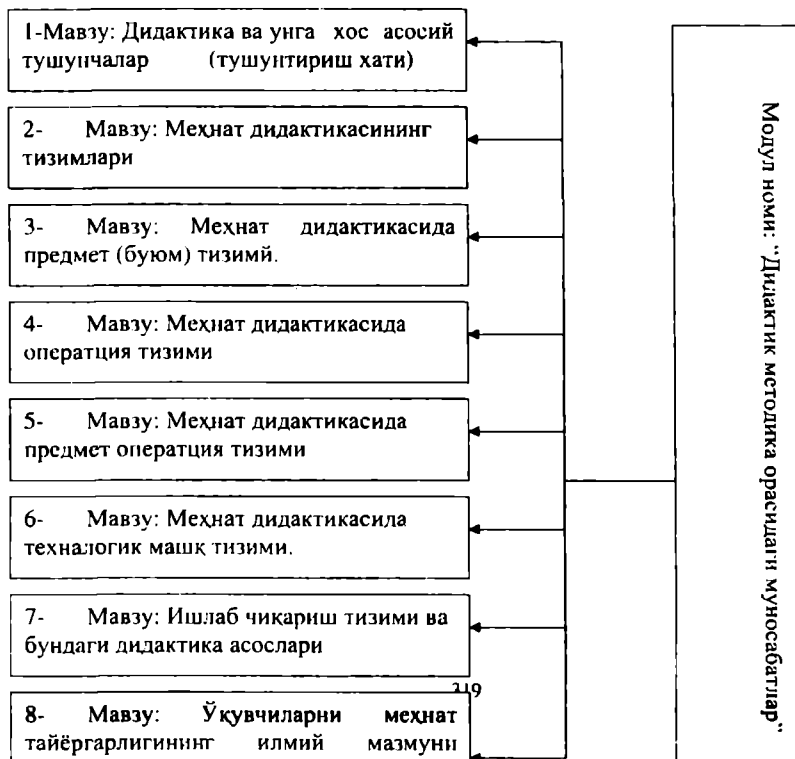 1-Мавзу: Дидактика ва унга хос асосий
тушунчалар (тушунтириш хати)
2- Мавзу: Меҳнат дидактикасининг
тизимлари
3- Мавзу: Меҳнат дидактикасида
предмет (буюм) тизимй.
4- Мавзу: Меҳнат дидактикасида
оператция тизими
5- Мавзу: Меҳнат дидактикасида
предмет оператция тизими
6- Мавзу: Меҳнат дидактикасила
техналогик машқ тизими.
7- Мавзу: Ишлаб чиқариш тизими ва
бундаги дидактика асослари
8- Мавзу: Ўқувчиларни меҳнат
тайёргарлигининг илмий мазмуни
Модул номи: "Дидактик методика орасидаги муносабатлар"